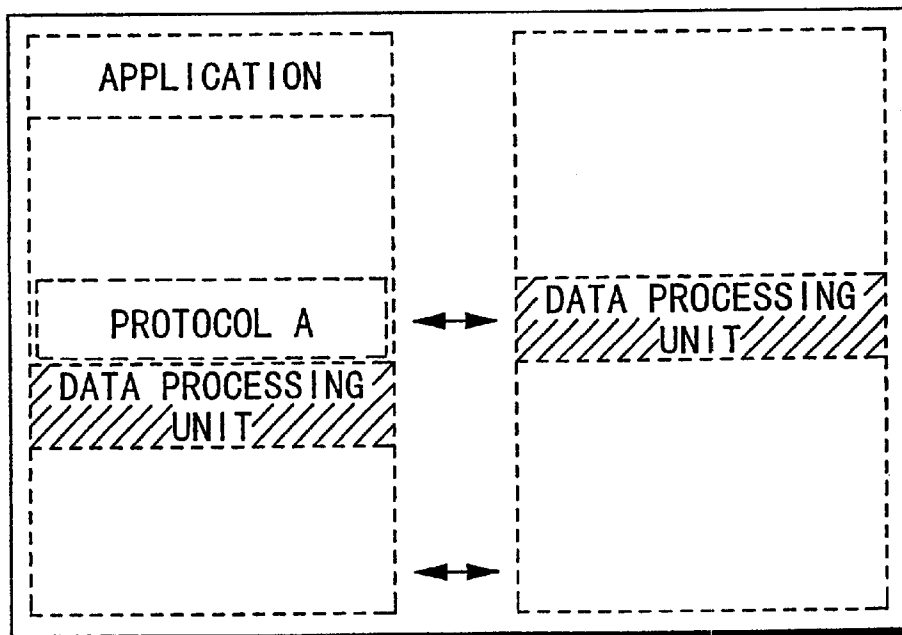 APPLICATION
PROTOCOL A
DATA PROCESSING
UNIT
DATA PROCESSING
UNIT